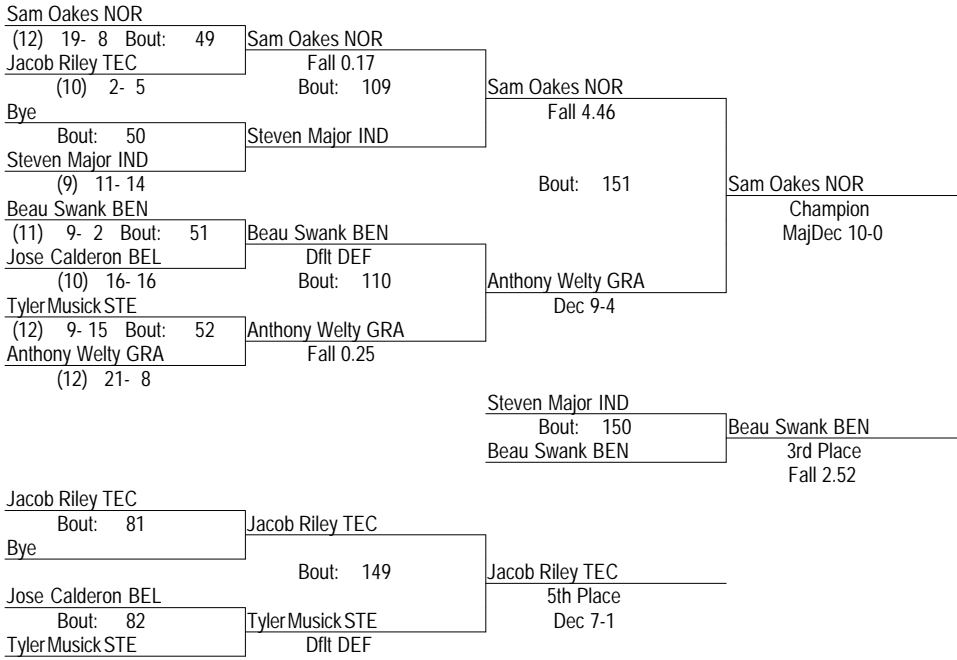 Sam Oakes NOR
(12) 19- 8 Bout: 49 Sam Oakes NOR
Jacob Riley TEC Fall 0.17
(10) 2- 5 Bout: 109 Sam Oakes NOR
Bye Fall 4.46
Bout: 50 Steven Major IND
Steven Major IND
(9) 11- 14 Bout: 151 Sam Oakes NOR
Beau Swank BEN Champion
(11) 9- 2 Bout: 51 Beau Swank BEN MajDec 10-0
Jose Calderon BEL Dflt DEF
(10) 16- 16 Bout: 110 Anthony Welty GRA
Tyler Musick STE Dec 9-4
(12) 9- 15 Bout: 52 Anthony Welty GRA
Anthony Welty GRA Fall 0.25
(12) 21- 8
Steven Major IND
Bout: 150 Beau Swank BEN
Beau Swank BEN 3rd Place
Fall 2.52
Jacob Riley TEC
Bout: 81 Jacob Riley TEC
Bye
Bout: 149 Jacob Riley TEC
Jose Calderon BEL 5th Place
Bout: 82 Tyler Musick STE Dec 7-1
Tyler Musick STE Dflt DEF